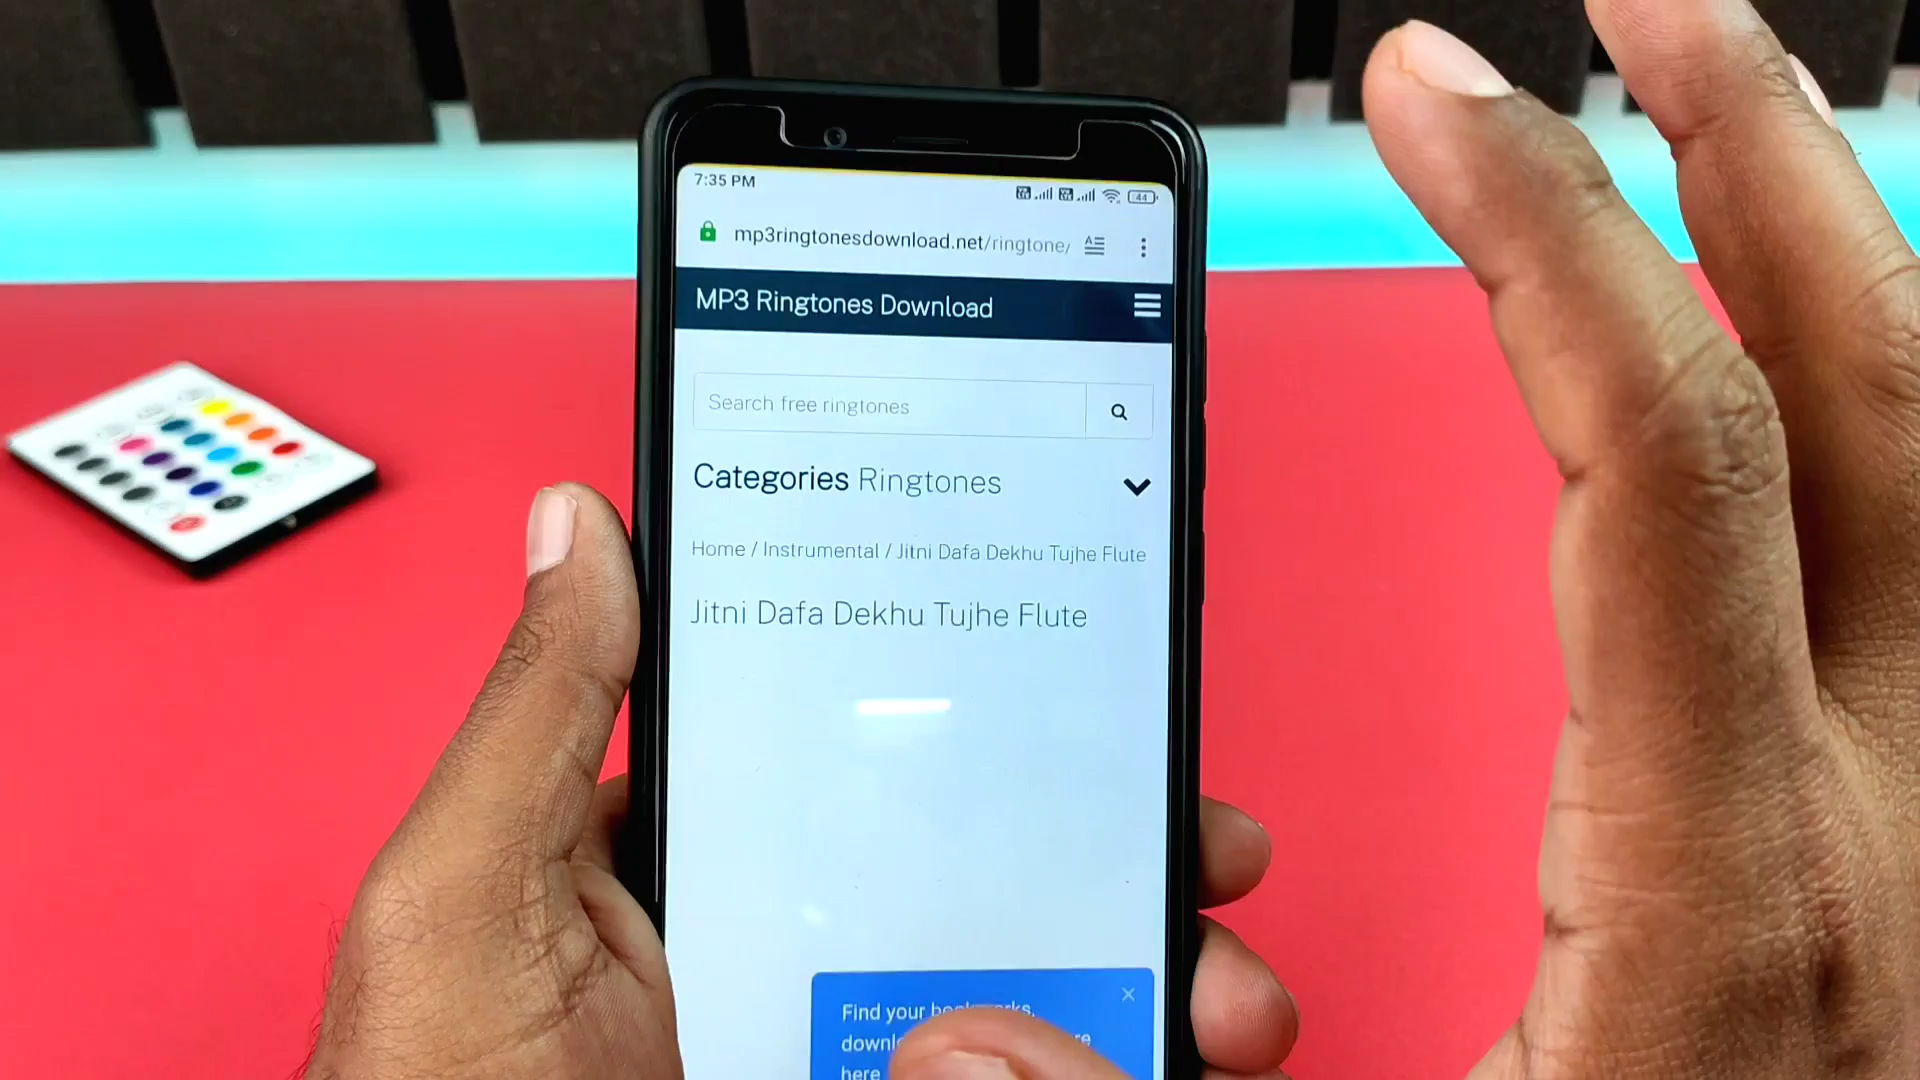 7:35 PM
44
mp3ringtonesdownload.net/ringtone/
MP3 Ringtones Download
Search free ringtones
Categories Ringtones
Home / Instrumental / Jitni Dafa Dekhu Tujhe Flute
Jitni Dafa Dekhu Tujhe Flute
Find your
here